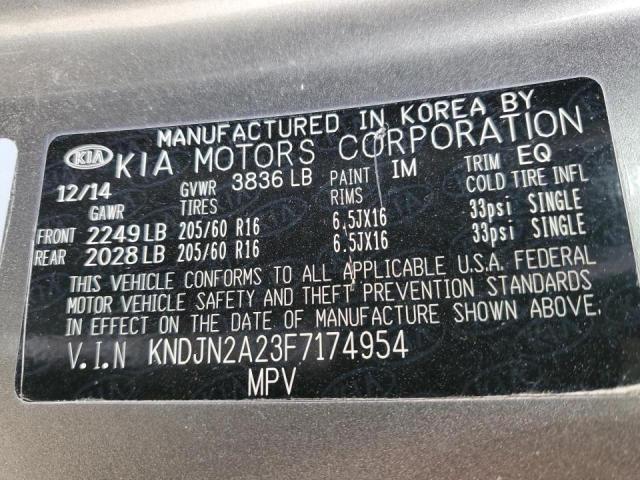 MANUFACTURED IN KOREA BY
KIA KIA MOTORS CORPORATION
12/14 GVWR 3836 LB PAINT IM TRIM EQ
GAWR TIRES RIMS COLD TIRE INFL
FRONT 2249 LB 205/60 R16 6.5JX16 33psi SINGLE
REAR 2028 LB 205/60 R16 6.5JX16 33psi SINGLE
THIS VEHICLE CONFORMS TO ALL APPLICABLE U.S.A. FEDERAL
MOTOR VEHICLE SAFETY AND THEFT PREVENTION STANDARDS
IN EFFECT ON THE DATE OF MANUFACTURE SHOWN ABOVE.
V.I.N KNDJN2A23F7174954
MPV